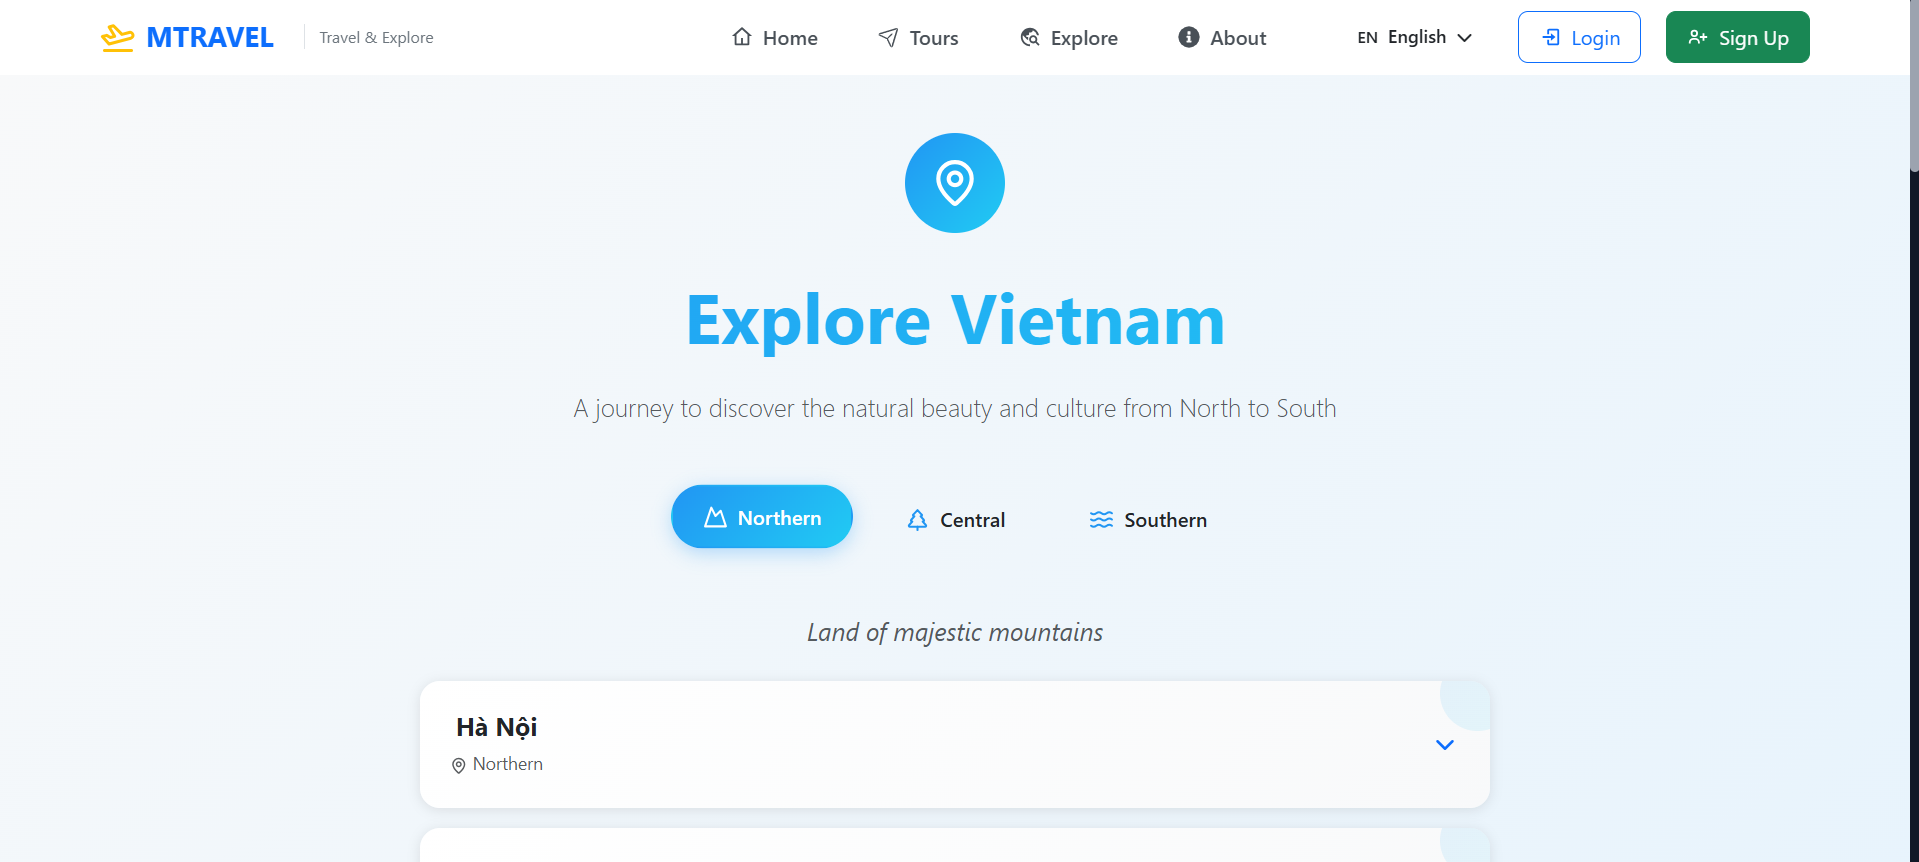 MTRAVEL Travel & Explore Home Tours Explore About EN English Login Sign Up
Explore Vietnam
A journey to discover the natural beauty and culture from North to South
Northern Central Southern
Land of majestic mountains
Hà Nội
Northern